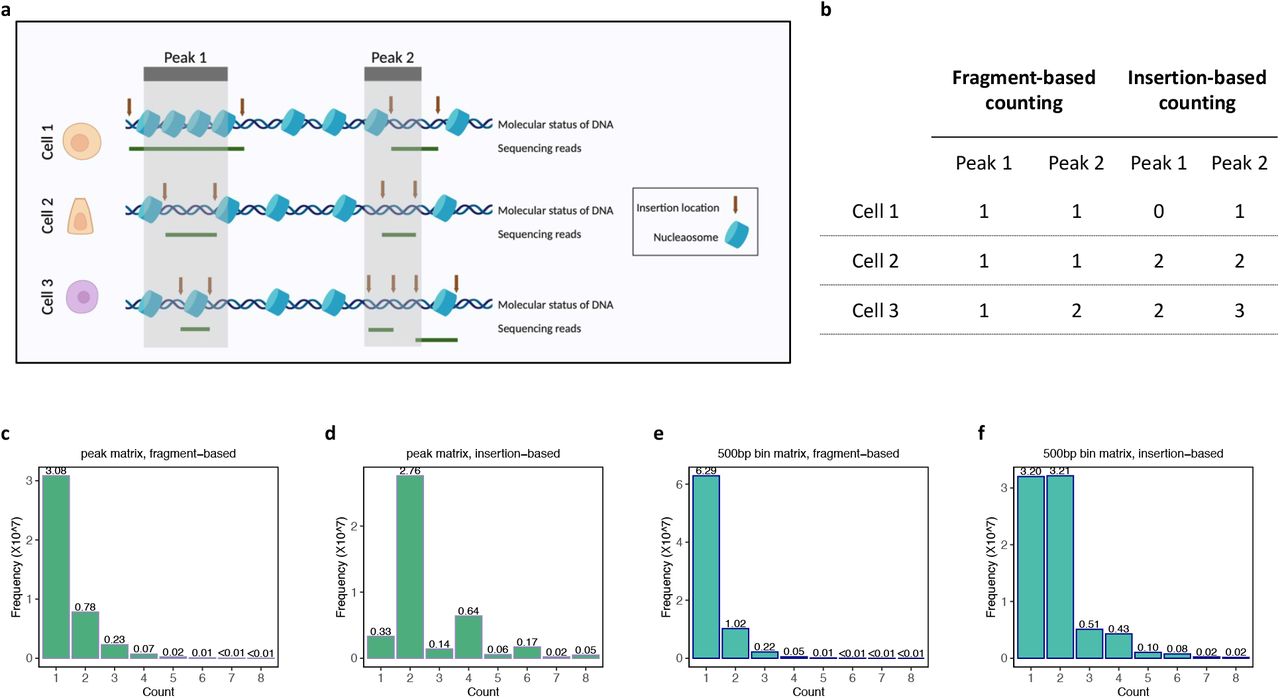 a
Peak 1
Peak 2
Cell 1
Molecular status of DNA
Sequencing reads
Cell 2
Molecular status of DNA
Sequencing reads
Cell 3
Molecular status of DNA
Sequencing reads
Insertion location
Nucleaosome
b
Fragment-based counting
Insertion-based counting
Peak 1 Peak 2 Peak 1 Peak 2
Cell 1 1 1 0 1
Cell 2 1 1 2 2
Cell 3 1 2 2 3
c
peak matrix, fragment−based
Frequency (X10^7)
0 1 2 3
3.08 0.78 0.23 0.07 0.02 0.01 <0.01 <0.01
1 2 3 4 5 6 7 8
Count
d
peak matrix, insertion−based
Frequency (X10^7)
0 1 2
0.33 2.76 0.14 0.64 0.06 0.17 0.02 0.05
1 2 3 4 5 6 7 8
Count
e
500bp bin matrix, fragment−based
Frequency (X10^7)
0 2 4 6
6.29 1.02 0.22 0.05 0.01 <0.01 <0.01 <0.01
1 2 3 4 5 6 7 8
Count
f
500bp bin matrix, insertion−based
Frequency (X10^7)
0 1 2 3
3.20 3.21 0.51 0.43 0.10 0.08 0.02 0.02
1 2 3 4 5 6 7 8
Count